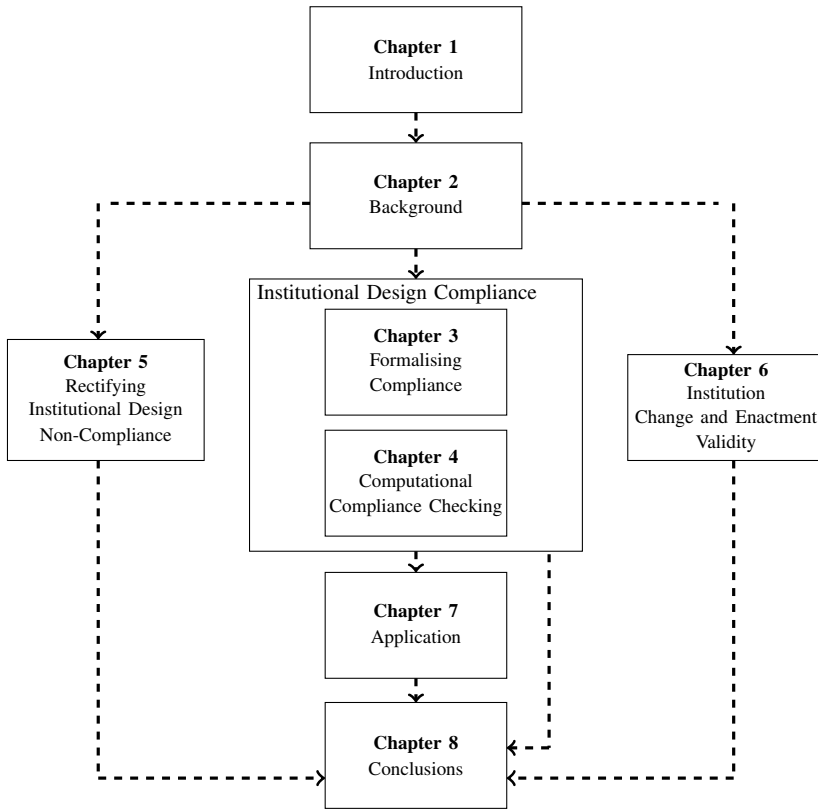 Chapter 1
Introduction
Chapter 2
Background
Institutional Design Compliance
Chapter 3
Formalising
Compliance
Chapter 4
Computational
Compliance Checking
Chapter 5
Rectifying
Institutional Design
Non-Compliance
Chapter 6
Institution
Change and Enactment
Validity
Chapter 7
Application
Chapter 8
Conclusions